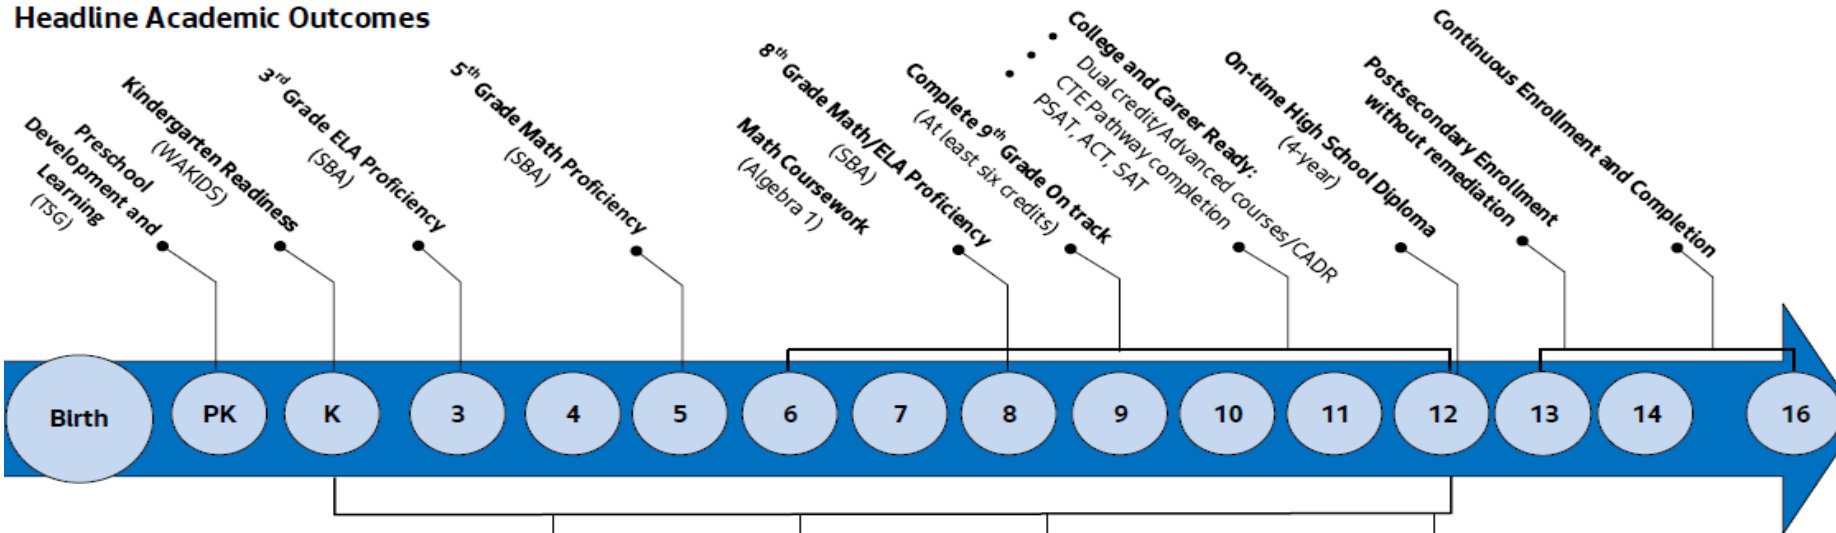 Headline Academic Outcomes
Preschool
Development and
Learning
(TSG)
Kindergarten Readiness
(WAKIDS)
3rd Grade ELA Proficiency
(SBA)
5th Grade Math Proficiency
(SBA)
8th Grade Math/ELA Proficiency
(SBA)
Math Coursework
(Algebra 1)
Complete 9th Grade On track
(At least six credits)
College and Career Ready:
Dual credit/Advanced courses/CADR
CTE Pathway completion
PSAT, ACT, SAT
On-time High School Diploma
(4-year)
Postsecondary Enrollment
without remediation
Continuous Enrollment and Completion
Birth
PK
K
3
4
5
6
7
8
9
10
11
12
13
14
16